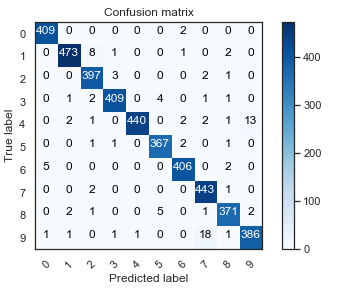 Confusion matrix
0 409 0 0 0 0 0 2 0 0 0
1 0 473 8 1 0 0 1 0 2 0
2 0 0 397 3 0 0 0 2 1 0
3 0 1 2 409 0 4 0 1 1 0
4 0 2 1 0 440 0 2 2 1 13
5 0 0 1 1 0 367 2 0 1 0
6 5 0 0 0 0 0 406 0 2 0
7 0 0 2 0 0 0 0 443 1 0
8 0 2 1 0 0 5 0 1 371 2
9 1 1 0 1 1 0 0 18 1 386
0 1 2 3 4 5 6 7 8 9
True label
Predicted label
400
300
200
100
0